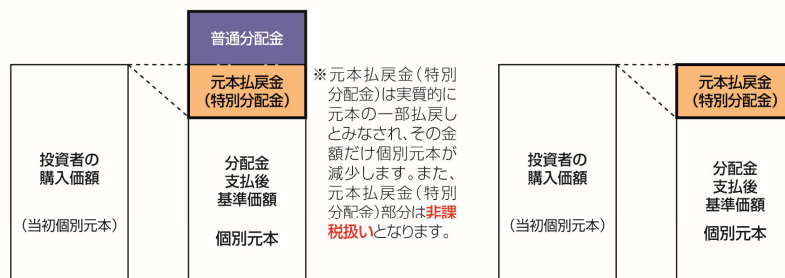 普通分配金
元本払戻金
(特別分配金)
投資者の
購入価額
(当初個別元本)
分配金
支払後
基準価額
個別元本
※元本払戻金(特別
分配金)は実質的に
元本の一部払戻し
とみなされ、その金
額だけ個別元本が
減少します。また、
元本払戻金(特別
分配金)部分は非課
税扱いとなります。
元本払戻金
(特別分配金)
投資者の
購入価額
(当初個別元本)
分配金
支払後
基準価額
個別元本